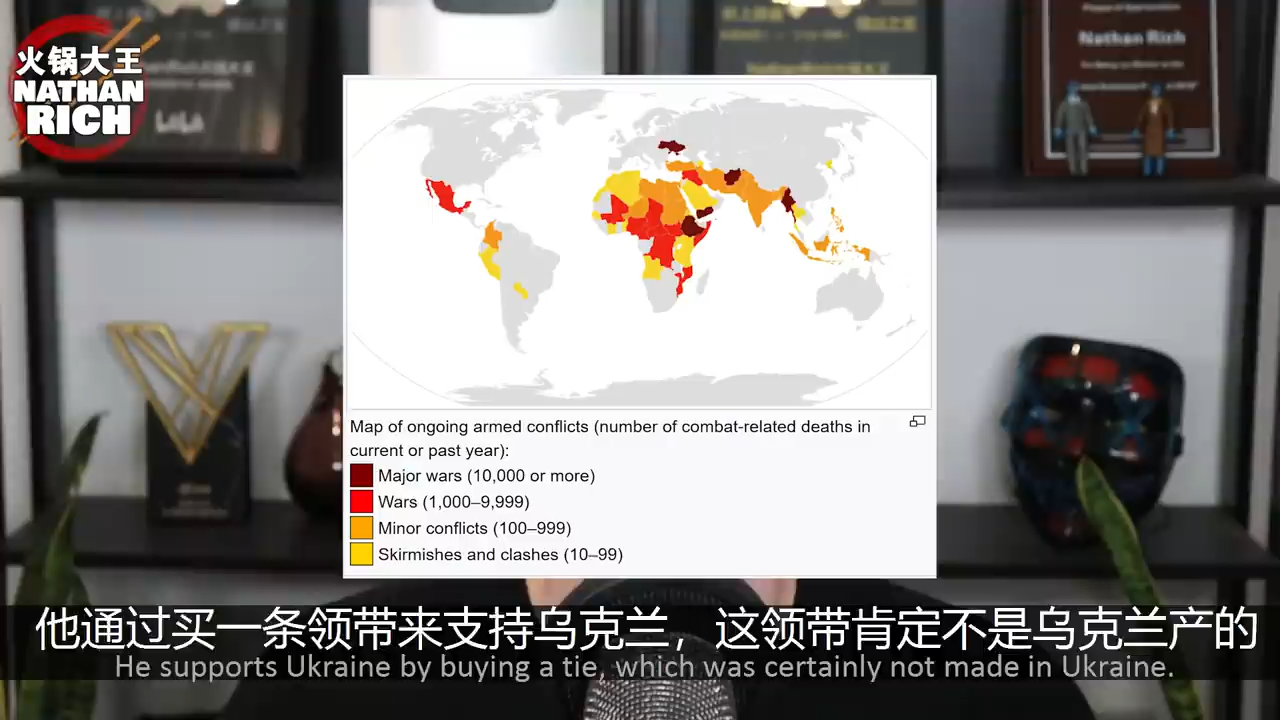 火锅大王
NATHAN
RICH
Nathan Rich
Map of ongoing armed conflicts (number of combat-related deaths in
current or past year):
Major wars (10,000 or more)
Wars (1,000–9,999)
Minor conflicts (100–999)
Skirmishes and clashes (10–99)
他通过买一条领带来支持乌克兰，这领带肯定不是乌克兰产的
He supports Ukraine by buying a tie, which was certainly not made in Ukraine.